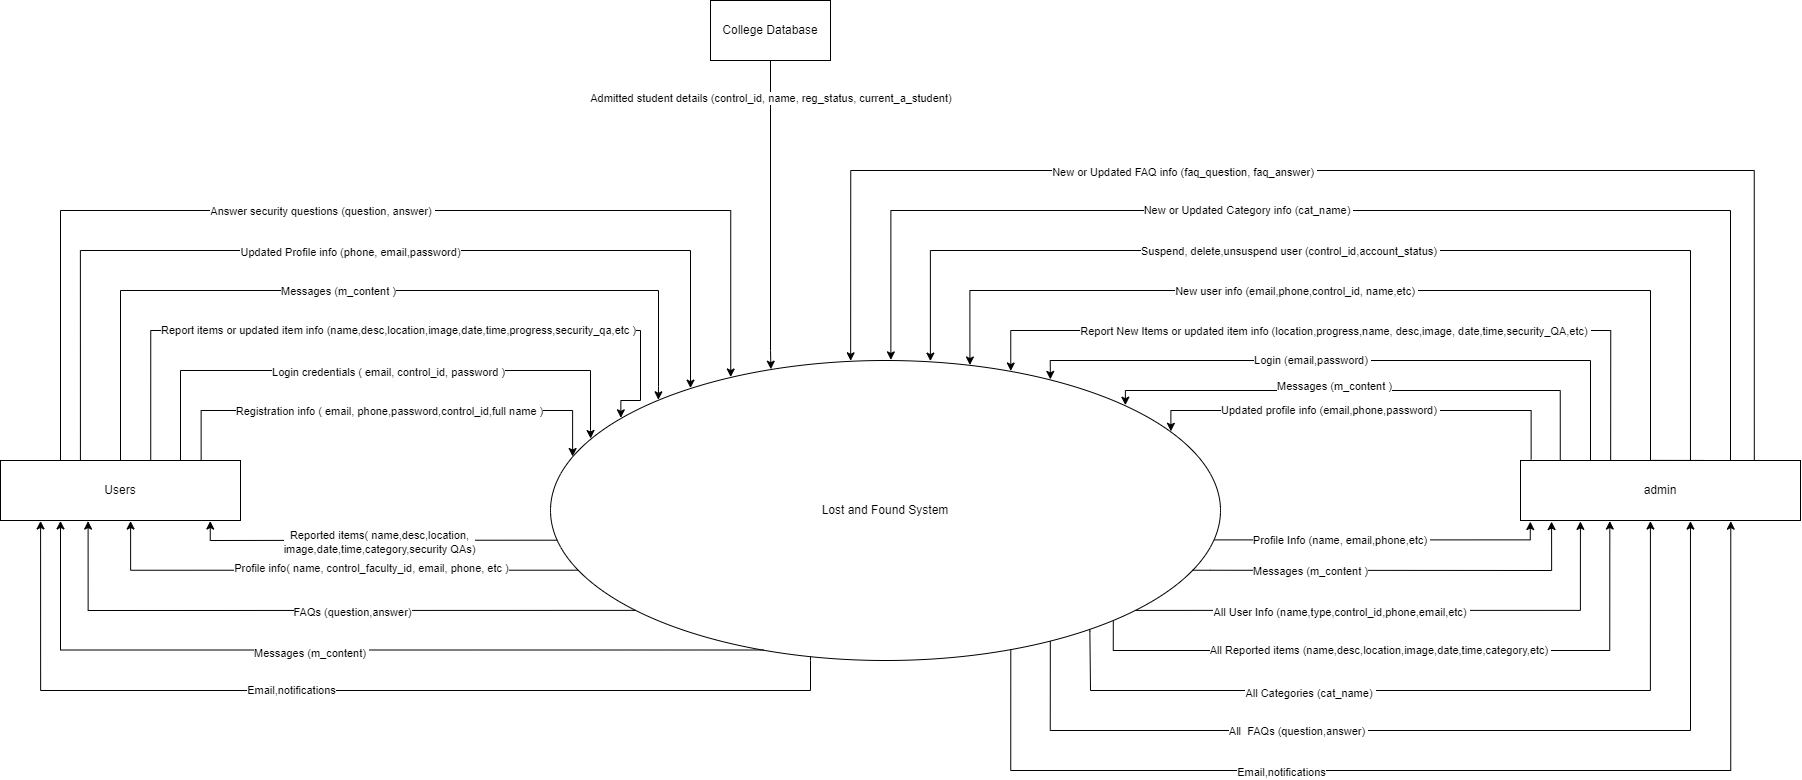 College Database
Admitted student details (control_id, name, reg_status, current_a_student)
New or Updated FAQ info (faq_question, faq_answer)
Answer security questions (question, answer)
New or Updated Category info (cat_name)
Updated Profile info (phone, email,password)
Suspend, delete,unsuspend user (control_id,account_status)
Messages (m_content )
New user info (email,phone,control_id, name,etc)
Report items or updated item info (name,desc,location,image,date,time,progress,security_qa,etc )
Report New Items or updated item info (location,progress,name, desc,image, date,time,security_QA,etc)
Login (email,password)
Login credentials ( email, control_id, password )
Messages (m_content )
Registration info ( email, phone,password,control_id,full name )
Updated profile info (email,phone,password)
Users
admin
Lost and Found System
Reported items( name,desc,location,
image,date,time,category,security QAs)
Profile Info (name, email,phone,etc)
Profile info( name, control_faculty_id, email, phone, etc )
Messages (m_content )
FAQs (question,answer)
All User Info (name,type,control_id,phone,email,etc)
Messages (m_content)
All Reported items (name,desc,location,image,date,time,category,etc)
Email,notifications
All Categories (cat_name)
All FAQs (question,answer)
Email,notifications